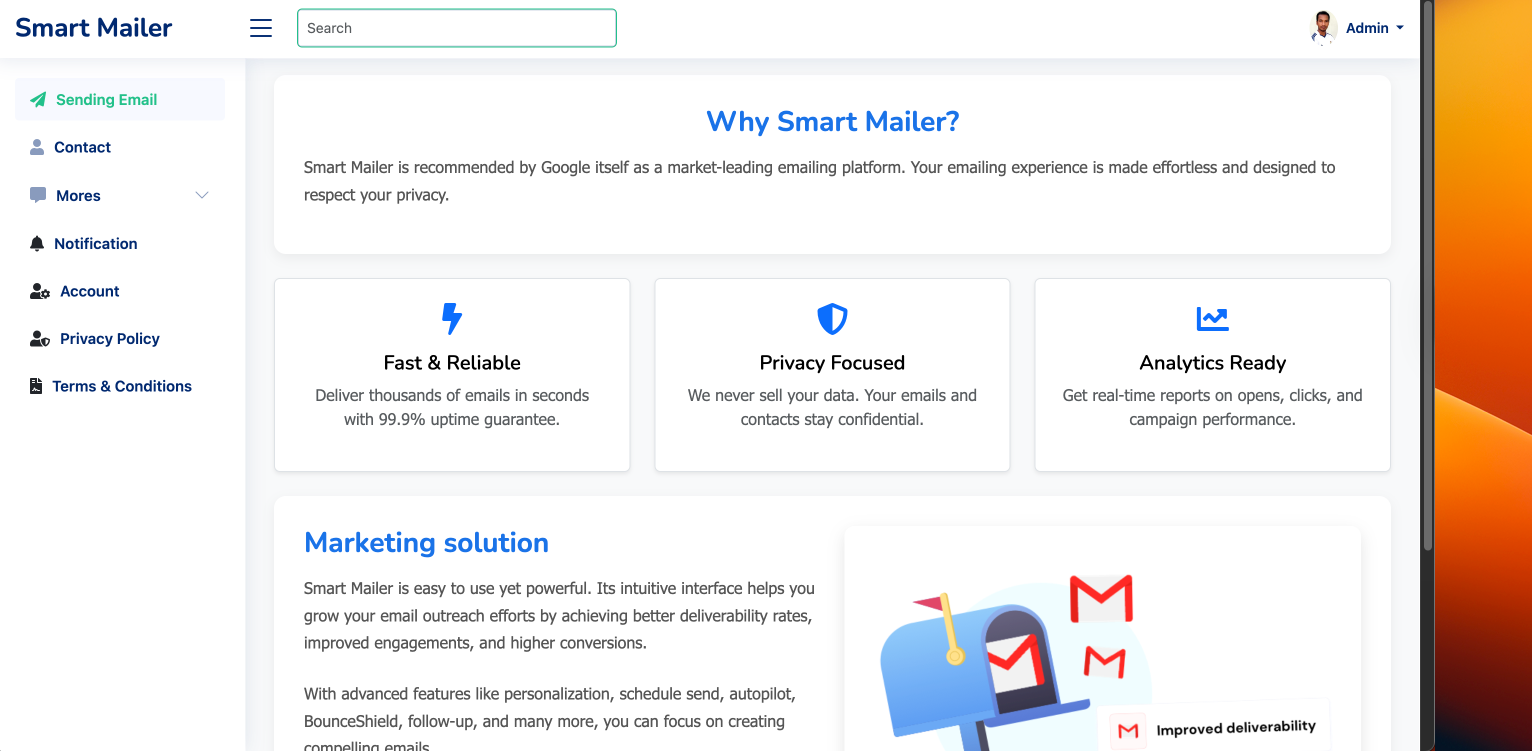 Smart Mailer
Search
Admin
Sending Email
Contact
Mores
Notification
Account
Privacy Policy
Terms & Conditions
Why Smart Mailer?
Smart Mailer is recommended by Google itself as a market-leading emailing platform. Your emailing experience is made effortless and designed to
respect your privacy.
Fast & Reliable
Deliver thousands of emails in seconds
with 99.9% uptime guarantee.
Privacy Focused
We never sell your data. Your emails and
contacts stay confidential.
Analytics Ready
Get real-time reports on opens, clicks, and
campaign performance.
Marketing solution
Smart Mailer is easy to use yet powerful. Its intuitive interface helps you
grow your email outreach efforts by achieving better deliverability rates,
improved engagements, and higher conversions.
With advanced features like personalization, schedule send, autopilot,
BounceShield, follow-up, and many more, you can focus on creating
compelling emails
Improved deliverability